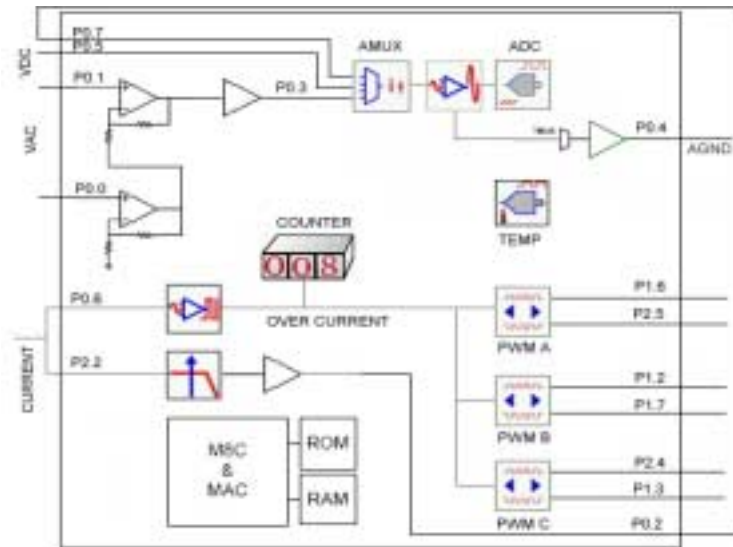 P0.7
P0.5
AMUX
ADC
VDC
P0.1
P0.3
P0.4
AGND
VAC
P0.0
COUNTER
008
TEMP
P0.6
OVER CURRENT
P1.6
P2.5
PWM A
P2.2
CURRENT
P1.2
P1.7
PWM B
M8C
&
MAC
ROM
RAM
P2.4
P1.3
PWM C
P0.2